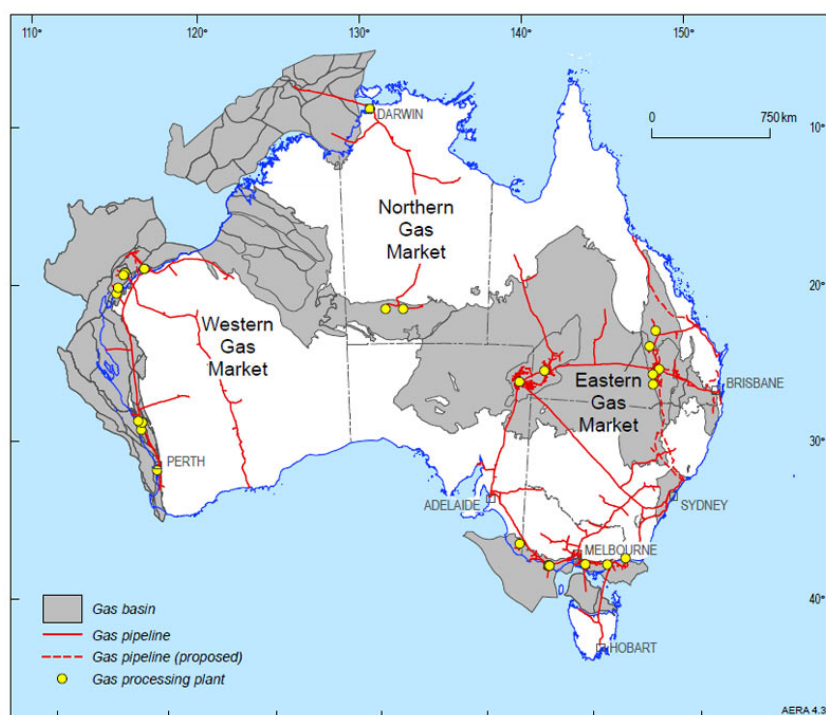 110°
120°
130°
140°
150°
DARWIN
0
750 km
10°
Northern
Gas
Market
20°
Western
Gas
Market
Eastern
Gas
Market
BRISBANE
30°
PERTH
ADELAIDE
SYDNEY
MELBOURNE
40°
Gas basin
Gas pipeline
Gas pipeline (proposed)
Gas processing plant
HOBART
AERA 4.3